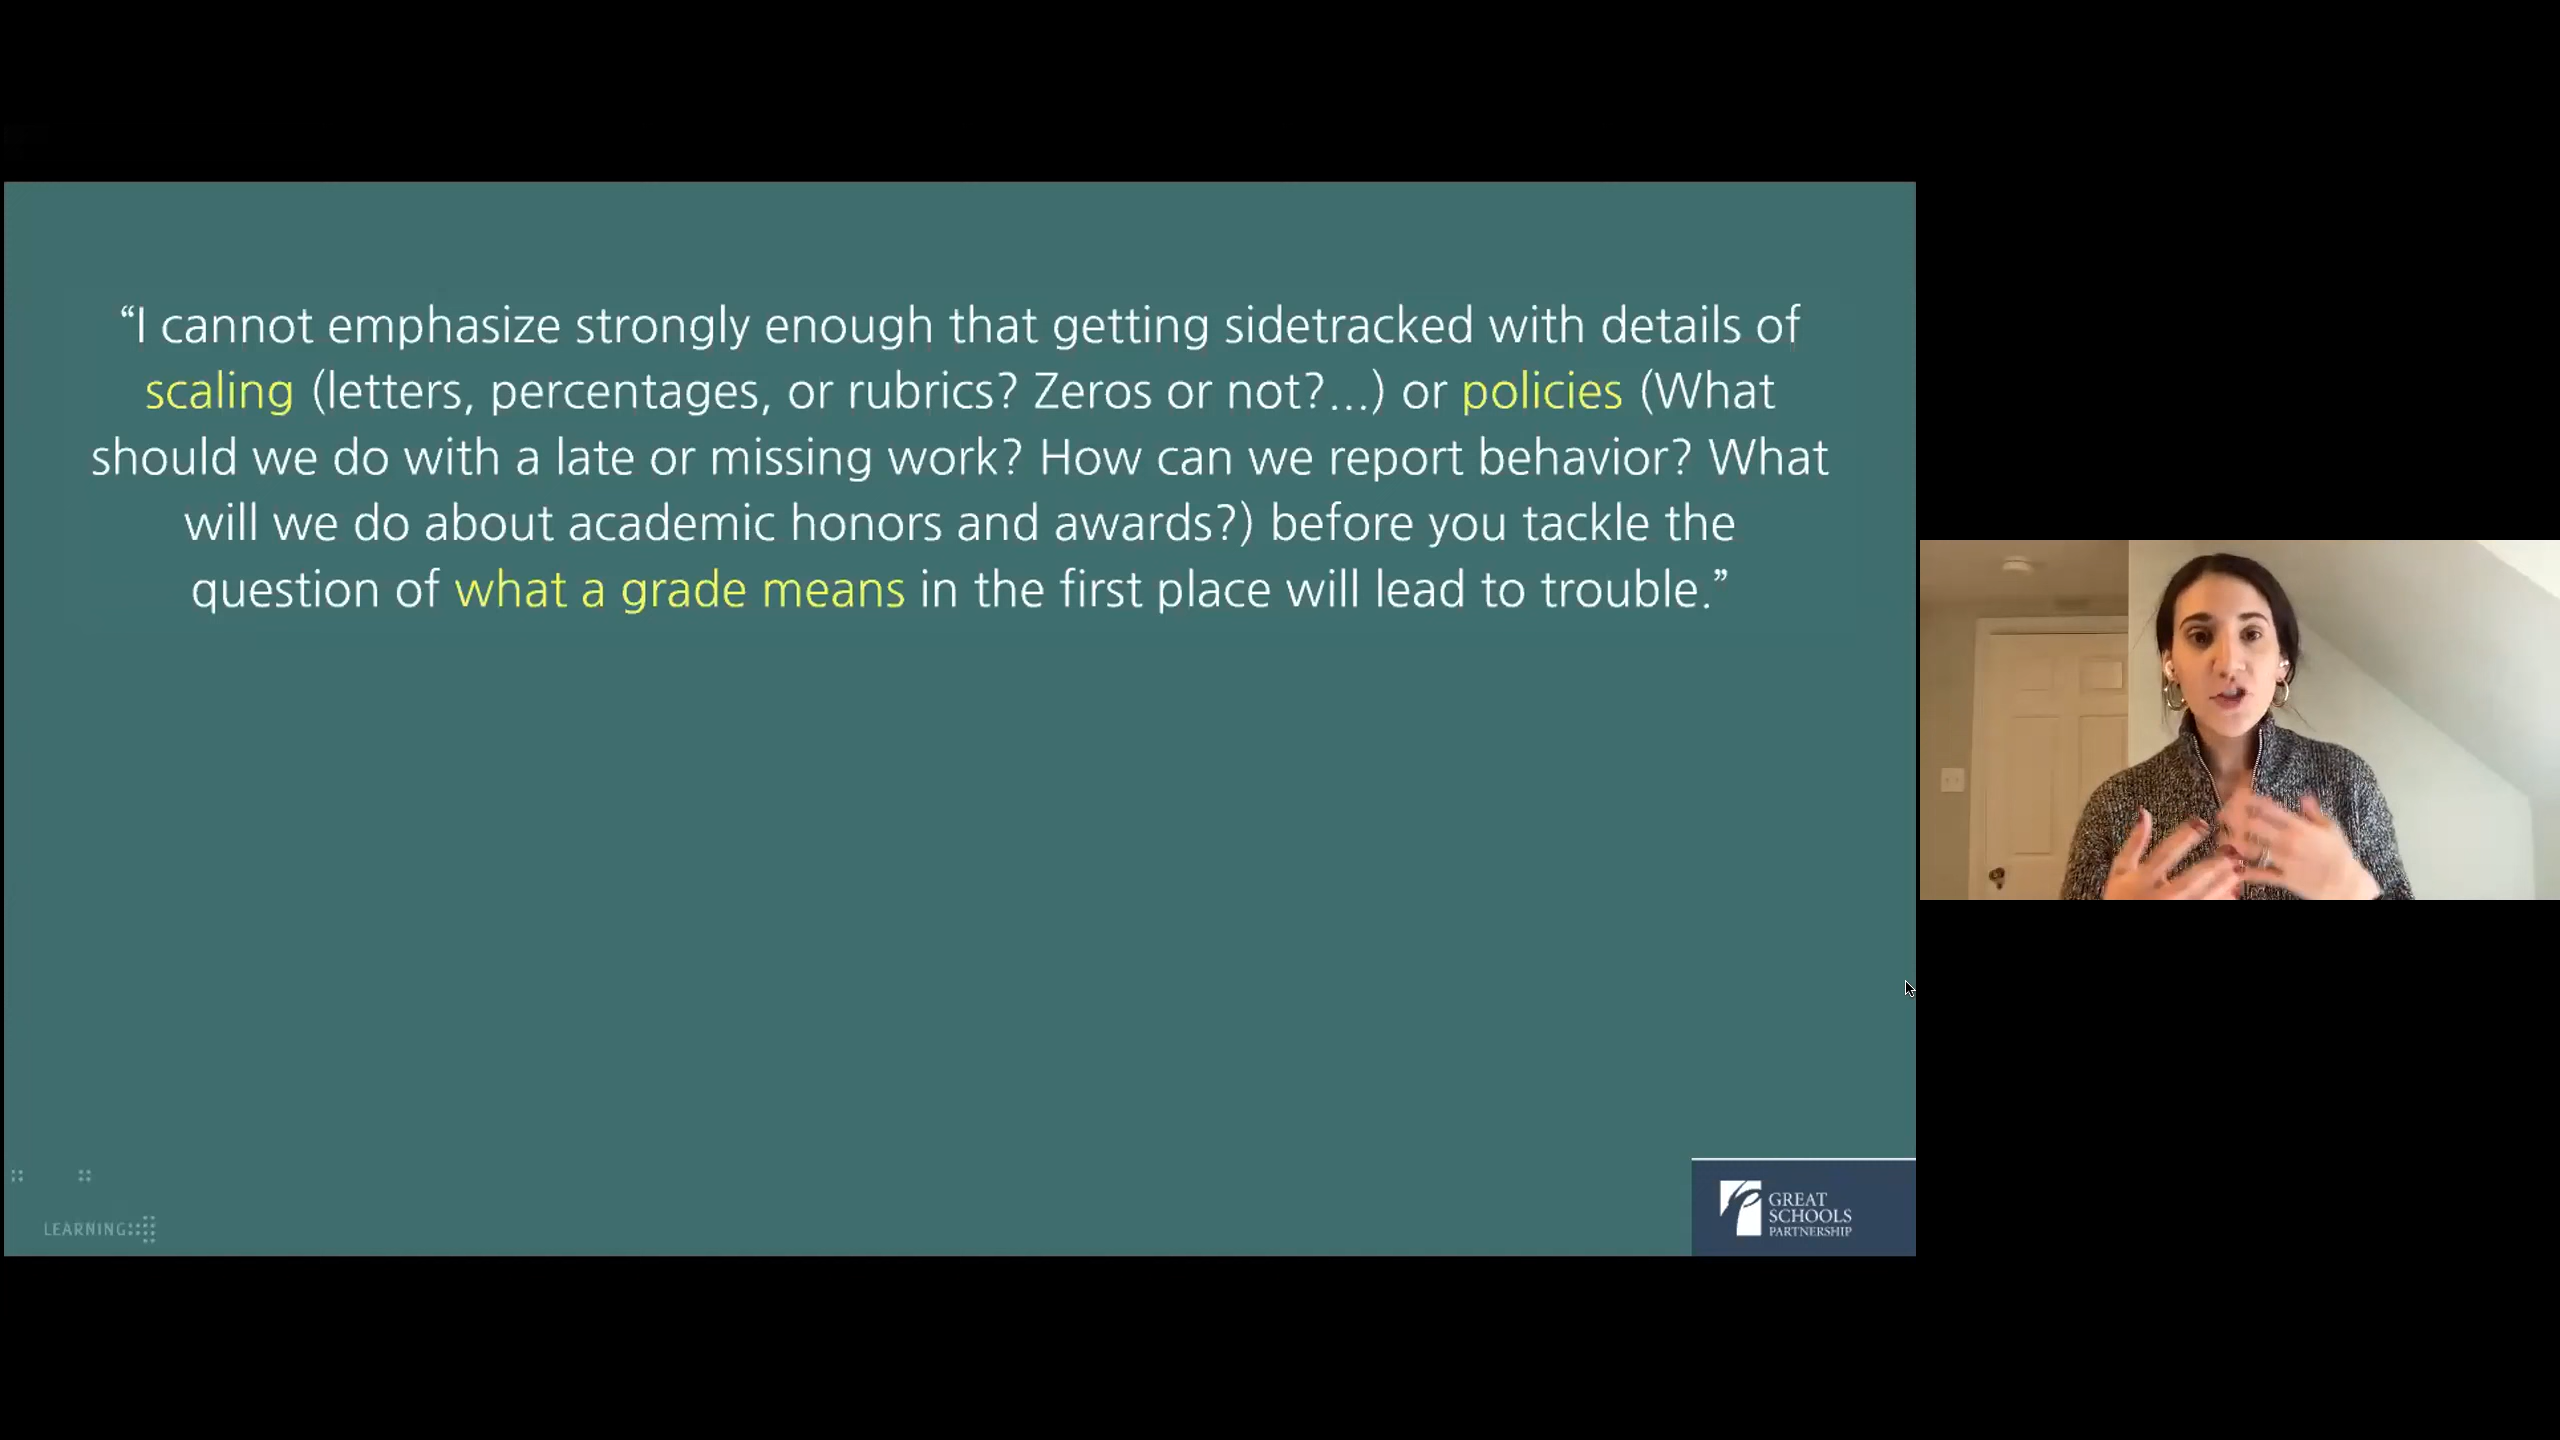 “I cannot emphasize strongly enough that getting sidetracked with details of
scaling (letters, percentages, or rubrics? Zeros or not?...) or policies (What
should we do with a late or missing work? How can we report behavior? What
will we do about academic honors and awards?) before you tackle the
question of what a grade means in the first place will lead to trouble.”
LEARNING
GREAT
SCHOOLS
PARTNERSHIP